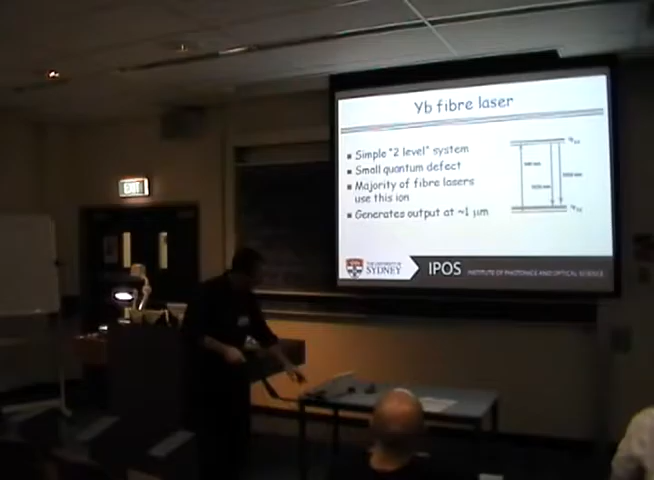 Yb fibre laser
Simple "2 level" system
Small quantum defect
Majority of fibre lasers
use this ion
Generates output at ~1 μm
THE UNIVERSITY OF
SYDNEY
IPOS
INSTITUTE OF PHOTONICS AND OPTICAL SCIENCE
EXIT